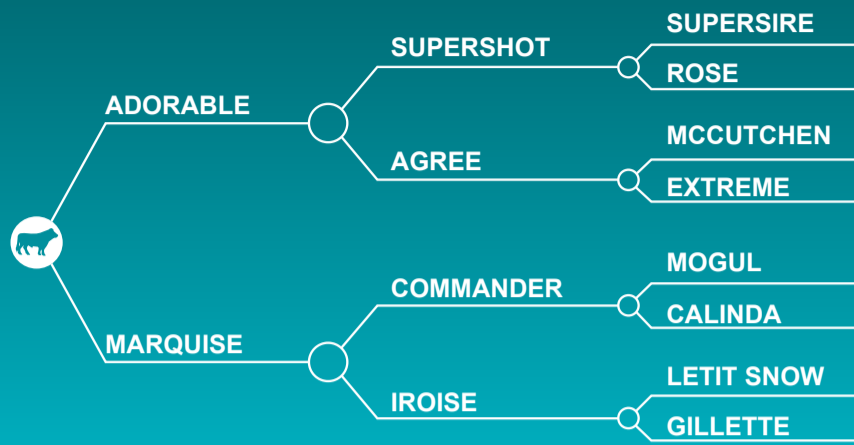 SUPERSIRE
SUPERSHOT
ROSE
ADORABLE
MCCUTCHEN
AGREE
EXTREME
MOGUL
COMMANDER
CALINDA
MARQUISE
LETIT SNOW
IROISE
GILLETTE